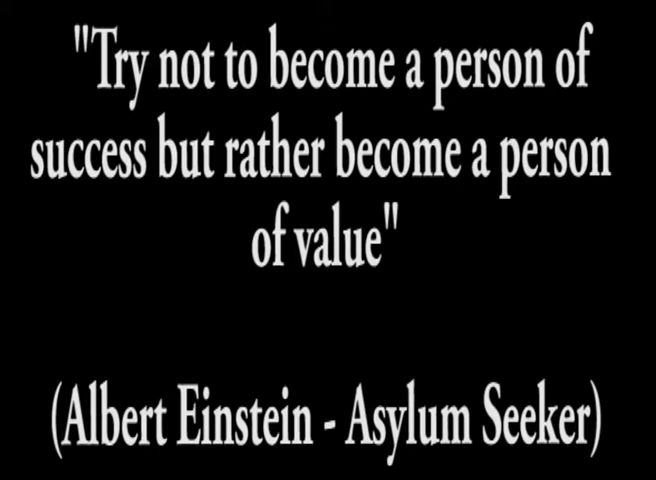 "Try not to become a person of
success but rather become a person
of value"
(Albert Einstein - Asylum Seeker)